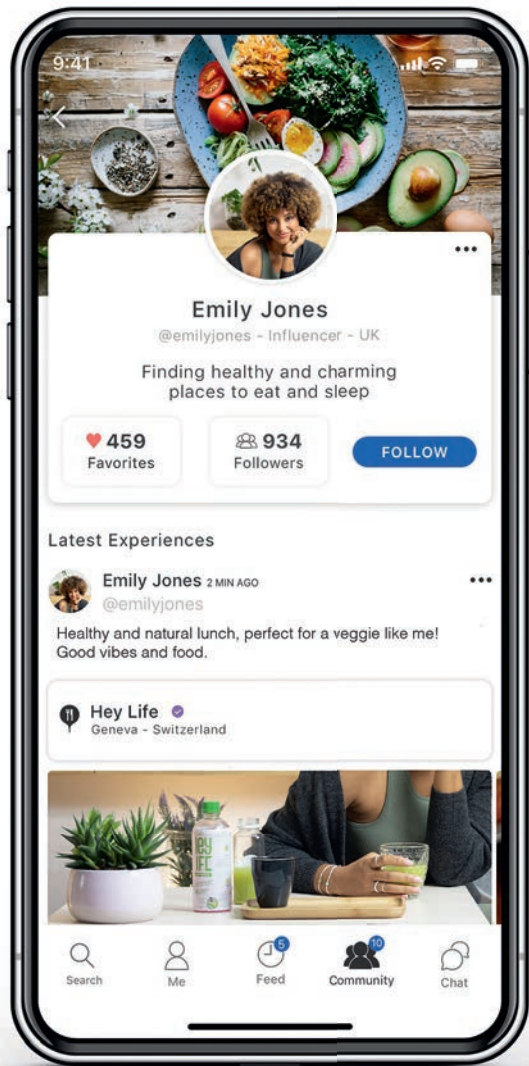 9:41
Emily Jones
@emilyjones - Influencer - UK
Finding healthy and charming
places to eat and sleep
459
Favorites
934
Followers
FOLLOW
Latest Experiences
Emily Jones 2 MIN AGO
@emilyjones
Healthy and natural lunch, perfect for a veggie like me!
Good vibes and food.
Hey Life
Geneva - Switzerland
EY
IFE
Search
Me
5
Feed
10
Community
Chat